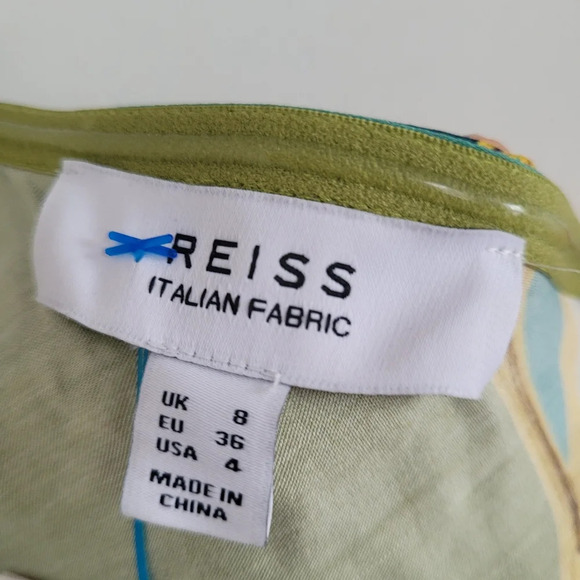 REISS
ITALIAN FABRIC
UK 8
EU 36
USA 4
MADE IN
CHINA